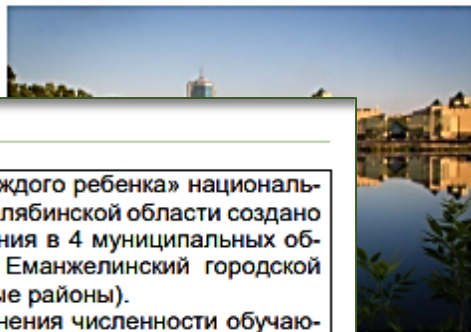 ждого ребенка» националь-
лябинской области создано
ния в 4 муниципальных об-
Еманжелинский городской
ые районы).
нения численности обучаю-